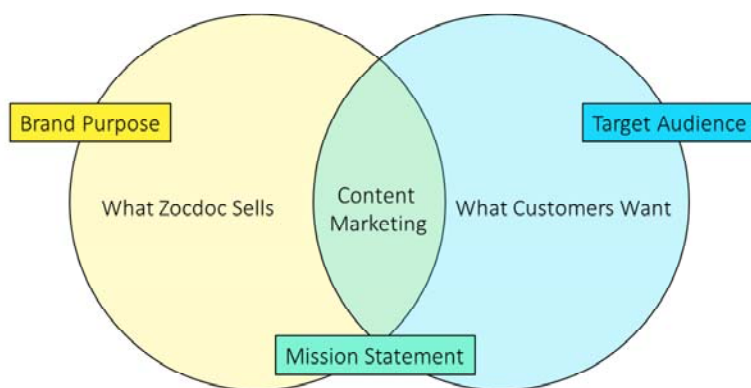 Brand Purpose
Target Audience
What Zocdoc Sells
Content
Marketing
What Customers Want
Mission Statement